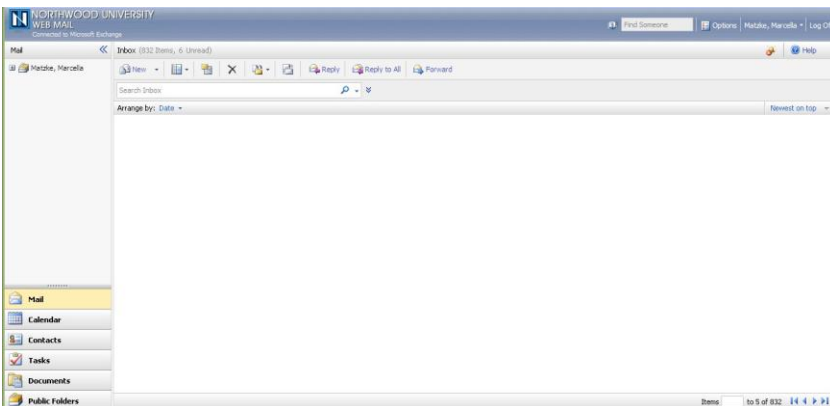 NORTHWOOD UNIVERSITY
WEB MAIL
Connected to Microsoft Exchange
Find Someone
Options
Matzke, Marcella
Log Of
Mail
Inbox (832 Items, 6 Unread)
Help
Matzke, Marcella
New
Reply
Reply to All
Forward
Search Inbox
Arrange by: Date
Newest on top
Mail
Calendar
Contacts
Tasks
Documents
Public Folders
Items to 5 of 832